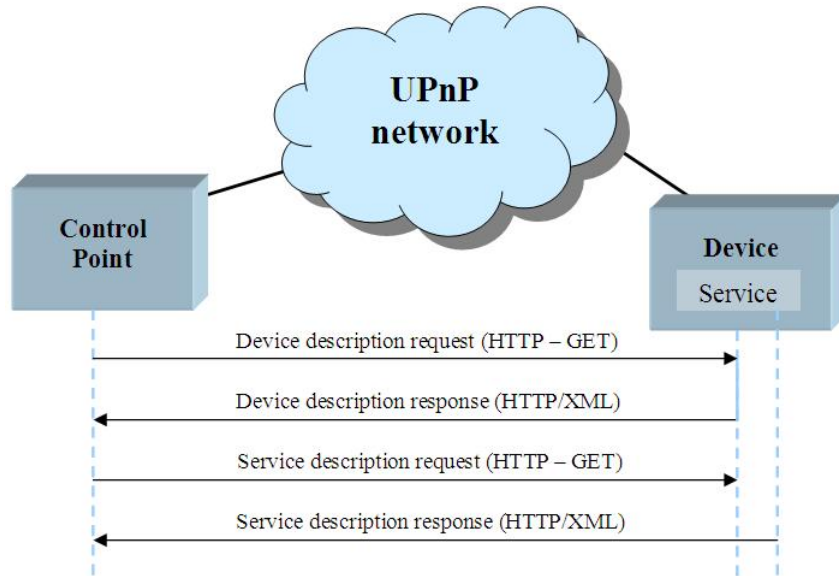 UPnP
network
Control
Point
Device
Service
Device description request (HTTP – GET)
Device description response (HTTP/XML)
Service description request (HTTP – GET)
Service description response (HTTP/XML)